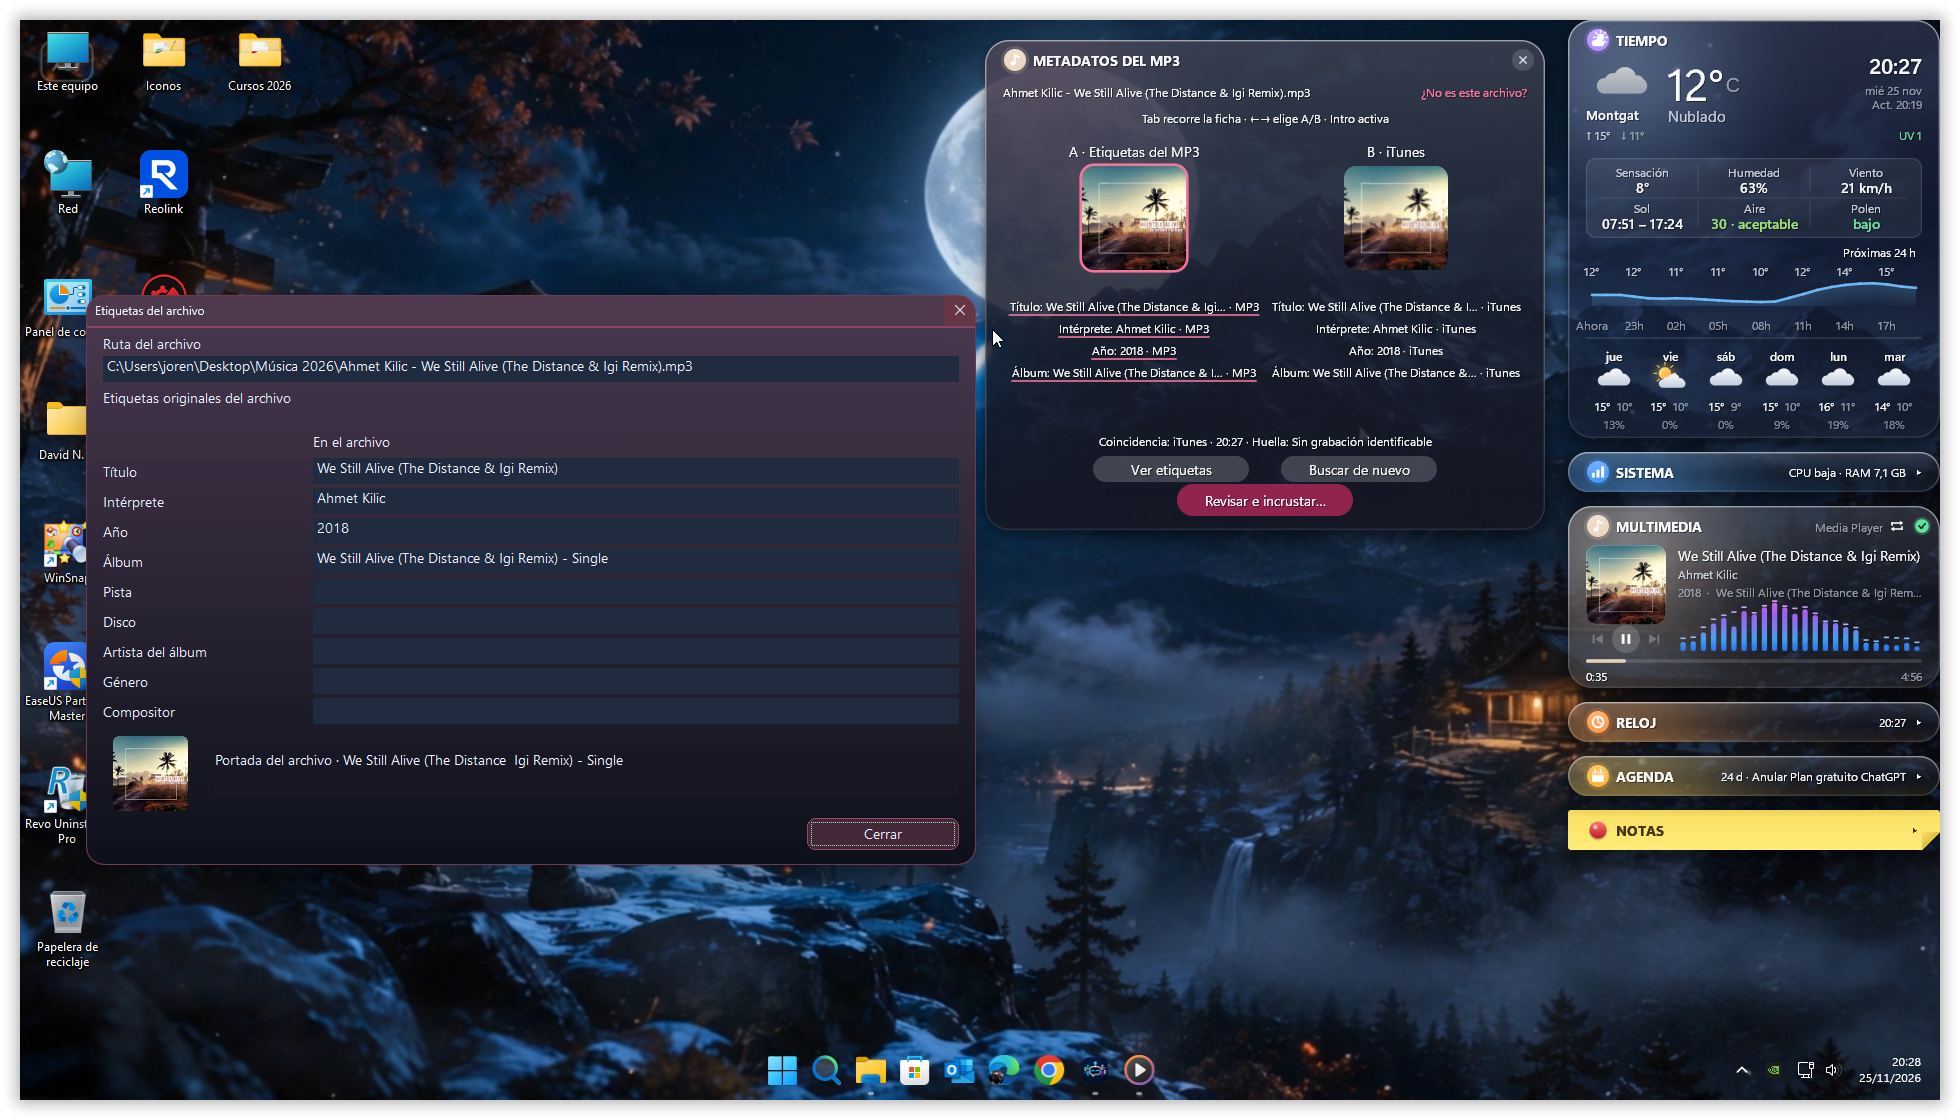 Este equipo
Iconos
Cursos 2026
Red
Reolink
Panel de co
David N.
WinSnap
EaseUS Part
Master
Revo Uninst
Pro
Papelera de
reciclaje
Etiquetas del archivo
Ruta del archivo
C:\Users\joren\Desktop\Música 2026\Ahmet Kilic - We Still Alive (The Distance & Igi Remix).mp3
Etiquetas originales del archivo
En el archivo
Título
We Still Alive (The Distance & Igi Remix)
Intérprete
Ahmet Kilic
Año
2018
Álbum
We Still Alive (The Distance & Igi Remix) - Single
Pista
Disco
Artista del álbum
Género
Compositor
Portada del archivo · We Still Alive (The Distance  Igi Remix) - Single
Cerrar
METADATOS DEL MP3
Ahmet Kilic - We Still Alive (The Distance & Igi Remix).mp3
¿No es este archivo?
Tab recorre la ficha · ←→ elige A/B · Intro activa
A · Etiquetas del MP3
B · iTunes
Título: We Still Alive (The Distance & Igi... · MP3
Título: We Still Alive (The Distance & I... · iTunes
Intérprete: Ahmet Kilic · MP3
Intérprete: Ahmet Kilic · iTunes
Año: 2018 · MP3
Año: 2018 · iTunes
Álbum: We Still Alive (The Distance & I... · MP3
Álbum: We Still Alive (The Distance &... · iTunes
Coincidencia: iTunes · 20:27 · Huella: Sin grabación identificable
Ver etiquetas
Buscar de nuevo
Revisar e incrustar...
TIEMPO
12° C
20:27
mié 25 nov
Act. 20:19
Montgat
Nublado
↑15° ↓11°
UV 1
Sensación
Humedad
Viento
8°
63%
21 km/h
Sol
Aire
Polen
07:51 – 17:24
30 · aceptable
bajo
Próximas 24 h
12° 12° 11° 11° 10° 12° 14° 15°
Ahora 23h 02h 05h 08h 11h 14h 17h
jue vie sáb dom lun mar
15° 10° 15° 10° 15° 9° 15° 10° 16° 11° 14° 10°
13% 0% 0% 9% 19% 18%
SISTEMA
CPU baja · RAM 7,1 GB
MULTIMEDIA
Media Player
We Still Alive (The Distance & Igi Remix)
Ahmet Kilic
2018 · We Still Alive (The Distance & Igi Rem...
0:35
4:56
RELOJ
20:27
AGENDA
24 d · Anular Plan gratuito ChatGPT
NOTAS
20:28
25/11/2026